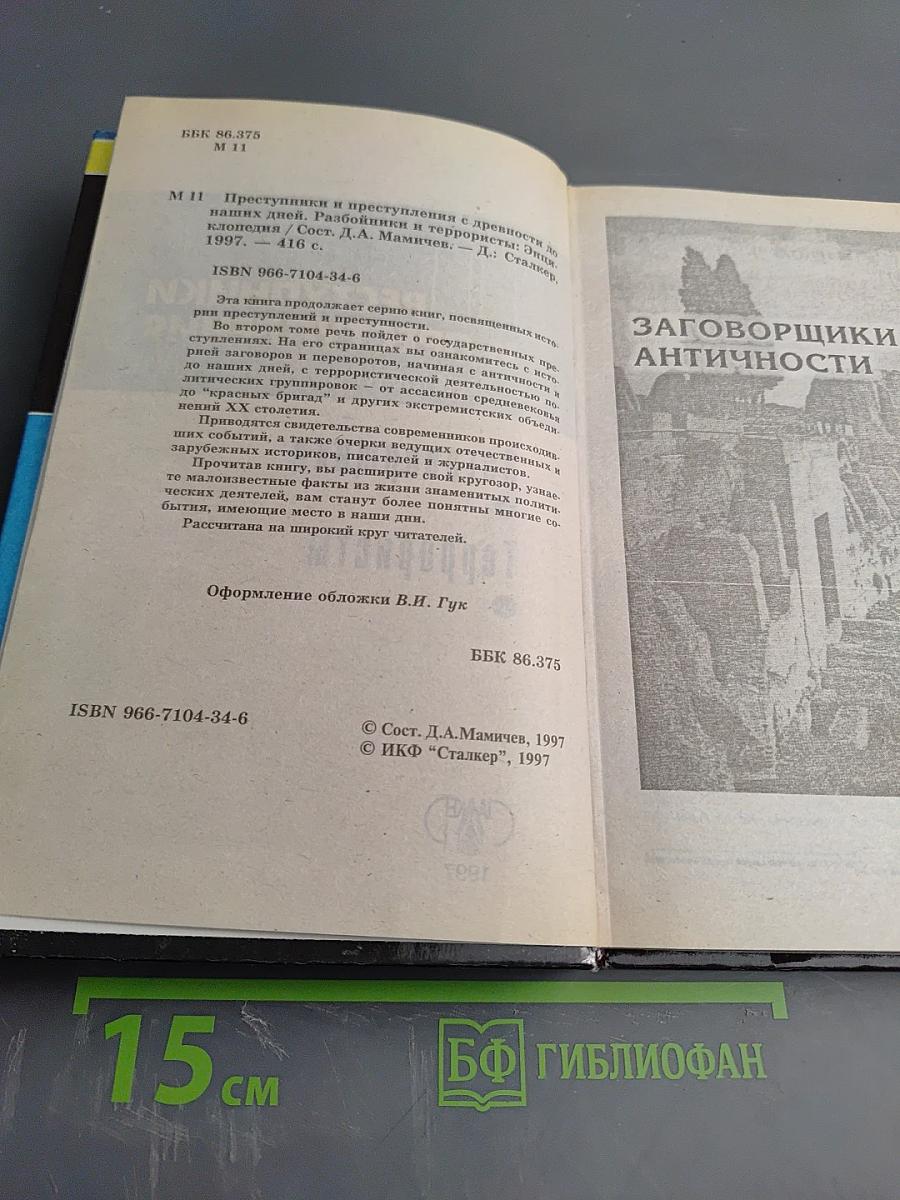 ББК 86.375
М 11
М 11 Преступники и преступления с древности до
наших дней. Разбойники и террористы: Энци-
клопедия / Сост. Д.А. Мамичев. — Д.: Сталкер,
1997. — 416 с.
ISBN 966-7104-34-6
Эта книга продолжает серию книг, посвященных исто-
рии преступлений и преступности.
Во втором томе речь пойдет о государственных пре-
ступлениях. На его страницах вы ознакомитесь с исто-
рией заговоров и переворотов, начиная с античности и
до наших дней, с террористической деятельностью по-
литических группировок – от ассасинов средневековья
до "красных бригад" и других экстремистских объеди-
нений XX столетия.
Приводятся свидетельства современников происходив-
ших событий, а также очерки ведущих отечественных и
зарубежных историков, писателей и журналистов.
Прочитав книгу, вы расширите свой кругозор, узнае-
те малоизвестные факты из жизни знаменитых полити-
ческих деятелей, вам станут более понятны многие со-
бытия, имеющие место в наши дни.
Рассчитана на широкий круг читателей.
Оформление обложки В.И. Гук
ББК 86.375
ISBN 966-7104-34-6
© Сост. Д.А.Мамичев, 1997
© ИКФ "Сталкер", 1997
ЗАГОВОРЩИКИ
АНТИЧНОСТИ
15 см
БФ ГИБЛИОФАН